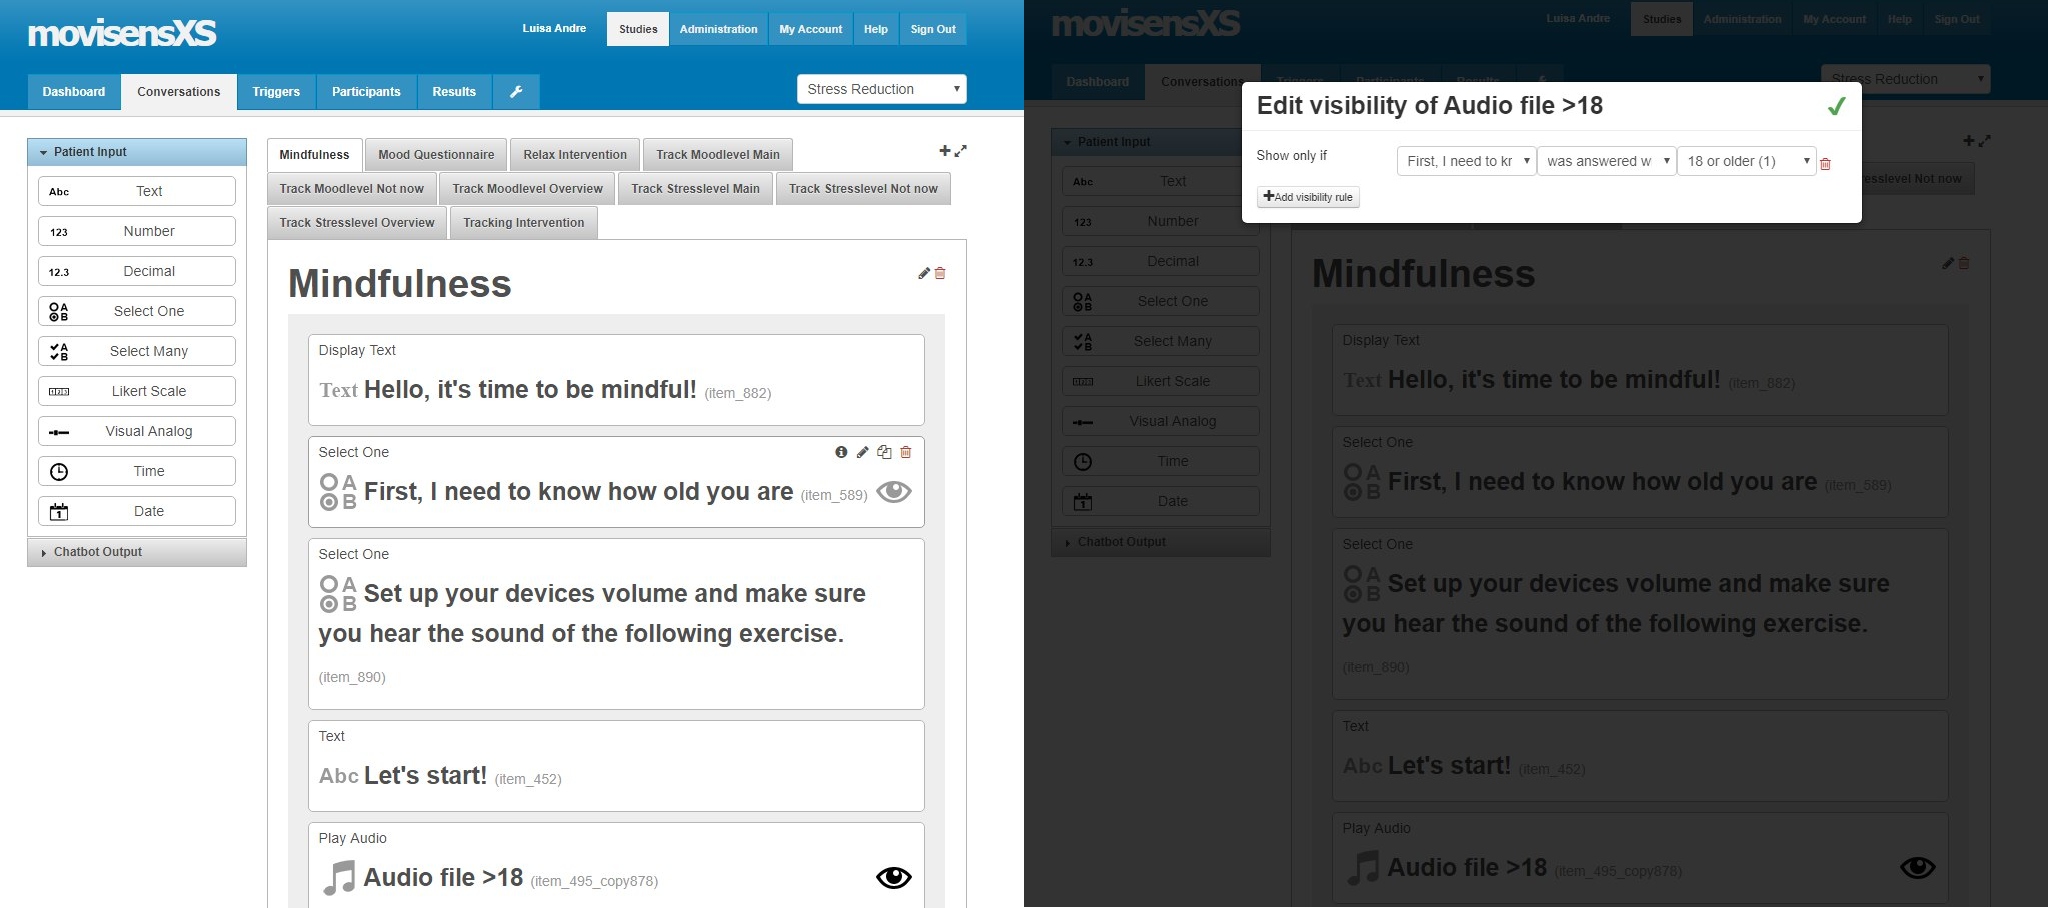 movisensXS
Luisa Andre
Studies
Administration
My Account
Help
Sign Out
Dashboard
Conversations
Triggers
Participants
Results
Stress Reduction
Patient Input
Abc Text
123 Number
12.3 Decimal
A B Select One
A B Select Many
Likert Scale
Visual Analog
Time
1 Date
Chatbot Output
Mindfulness
Mood Questionnaire
Relax Intervention
Track Moodlevel Main
Track Moodlevel Not now
Track Moodlevel Overview
Track Stresslevel Main
Track Stresslevel Not now
Track Stresslevel Overview
Tracking Intervention
Mindfulness
Display Text
Text Hello, it's time to be mindful! (item_882)
Select One
A B First, I need to know how old you are (item_589)
Select One
A B Set up your devices volume and make sure
you hear the sound of the following exercise.
(item_890)
Text
Abc Let's start! (item_452)
Play Audio
Audio file >18 (item_495_copy878)
movisensXS
Luisa Andre
Studies
Administration
My Account
Help
Sign Out
Dashboard
Conversations
Triggers
Participants
Results
Stress Reduction
Edit visibility of Audio file >18
Show only if
First, I need to kr
was answered w
18 or older (1)
Add visibility rule
Patient Input
Abc Text
123 Number
12.3 Decimal
A B Select One
A B Select Many
Likert Scale
Visual Analog
Time
1 Date
Chatbot Output
esslevel Not now
Mindfulness
Display Text
Text Hello, it's time to be mindful! (item_882)
Select One
A B First, I need to know how old you are (item_589)
Select One
A B Set up your devices volume and make sure
you hear the sound of the following exercise.
(item_890)
Text
Abc Let's start! (item_452)
Play Audio
Audio file >18 (item_495_copy878)